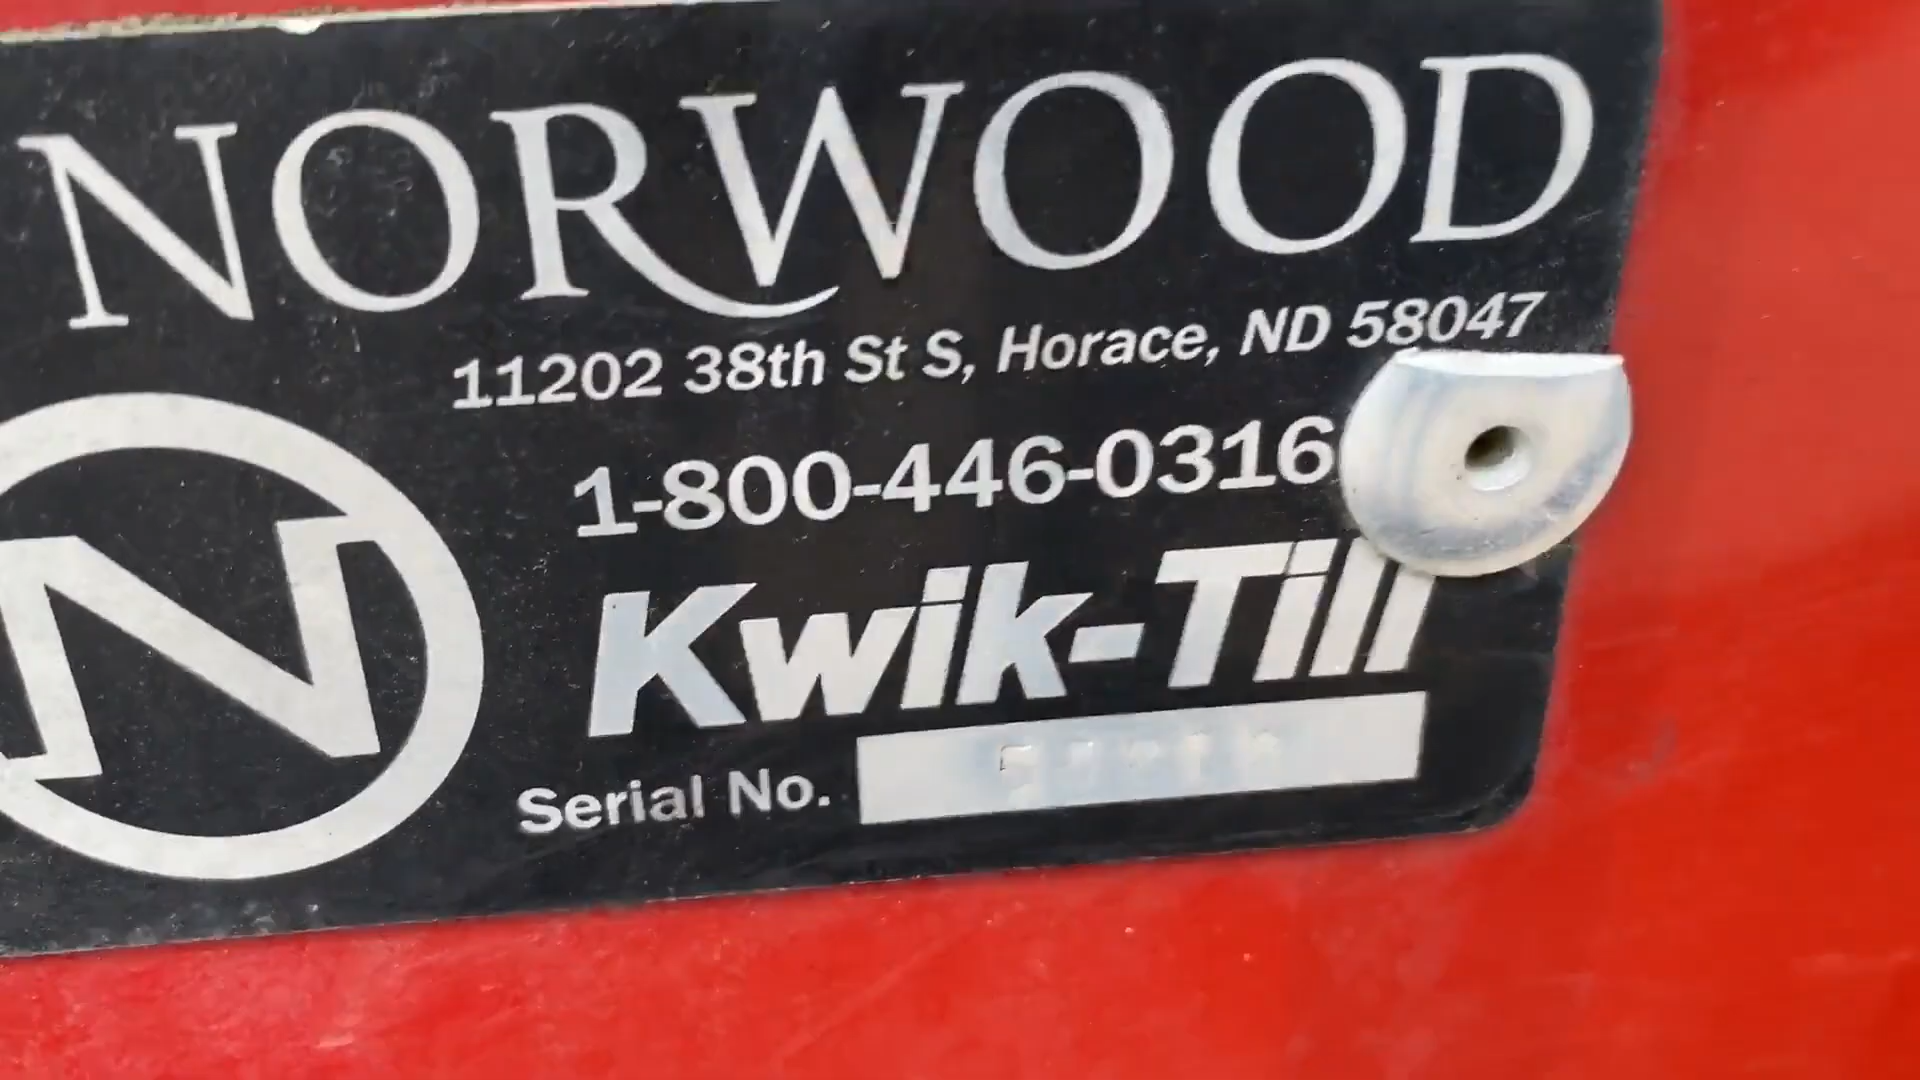 NORWOOD
11202 38th St S, Horace, ND 58047
1-800-446-0316
N
Kwik-Till
Serial No.